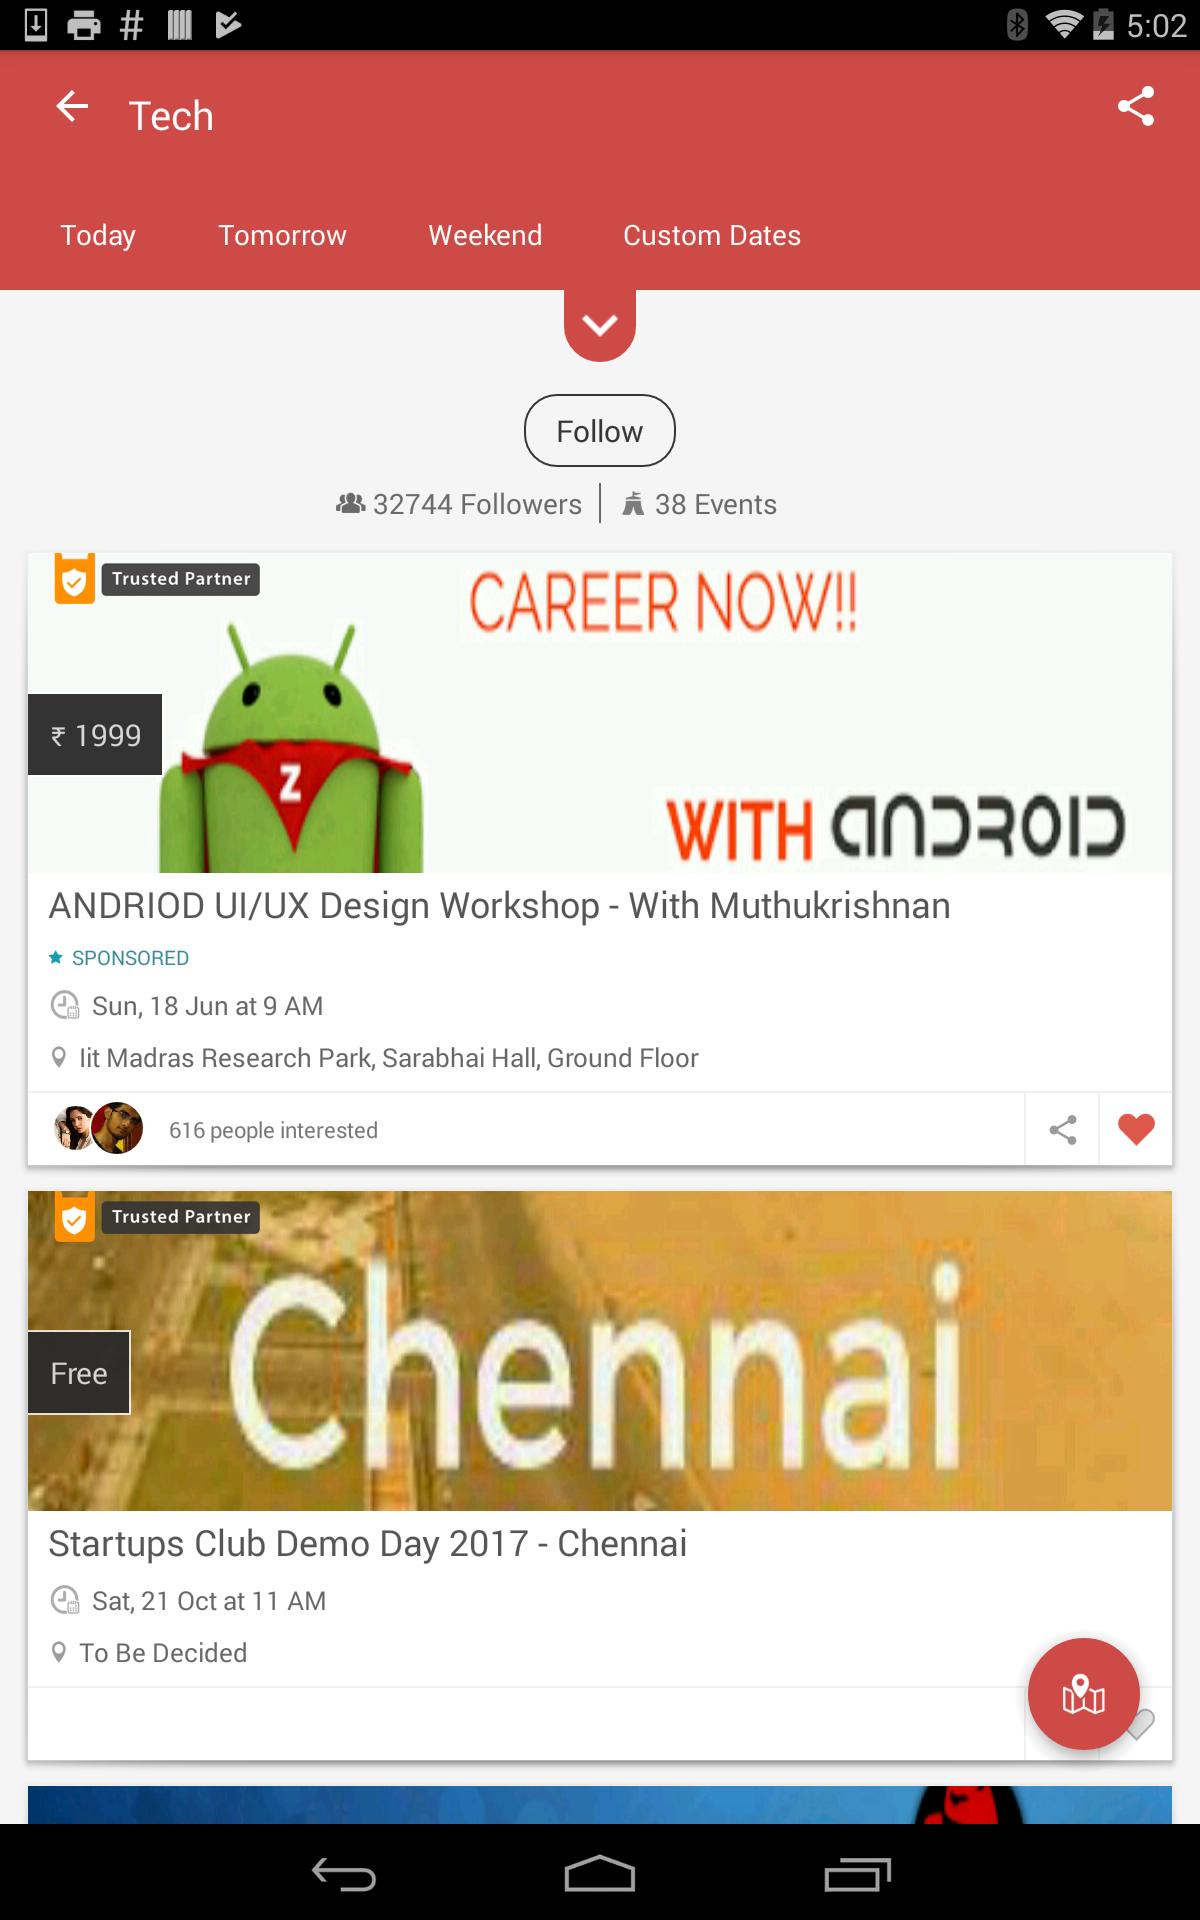 5:02
Tech
Today Tomorrow Weekend Custom Dates
Follow
32744 Followers 38 Events
Trusted Partner
CAREER NOW!!
₹ 1999
Z
WITH ANDROID
ANDRIOD UI/UX Design Workshop - With Muthukrishnan
SPONSORED
Sun, 18 Jun at 9 AM
Iit Madras Research Park, Sarabhai Hall, Ground Floor
616 people interested
Trusted Partner
Chennai
Free
Startups Club Demo Day 2017 - Chennai
Sat, 21 Oct at 11 AM
To Be Decided